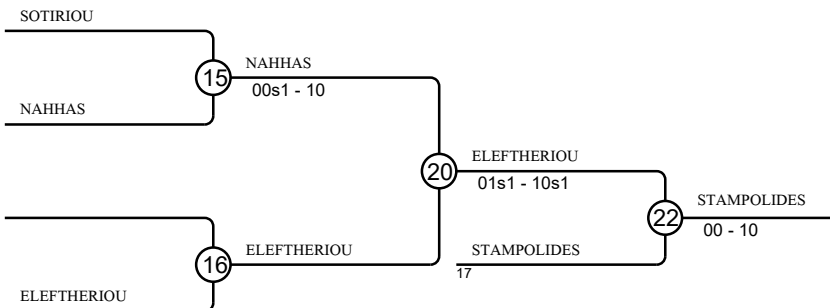 SOTIRIOU
15
NAHHAS
00s1 - 10
NAHHAS
20
ELEFTHERIOU
01s1 - 10s1
22
STAMPOLIDES
00 - 10
16
ELEFTHERIOU
STAMPOLIDES
17
ELEFTHERIOU